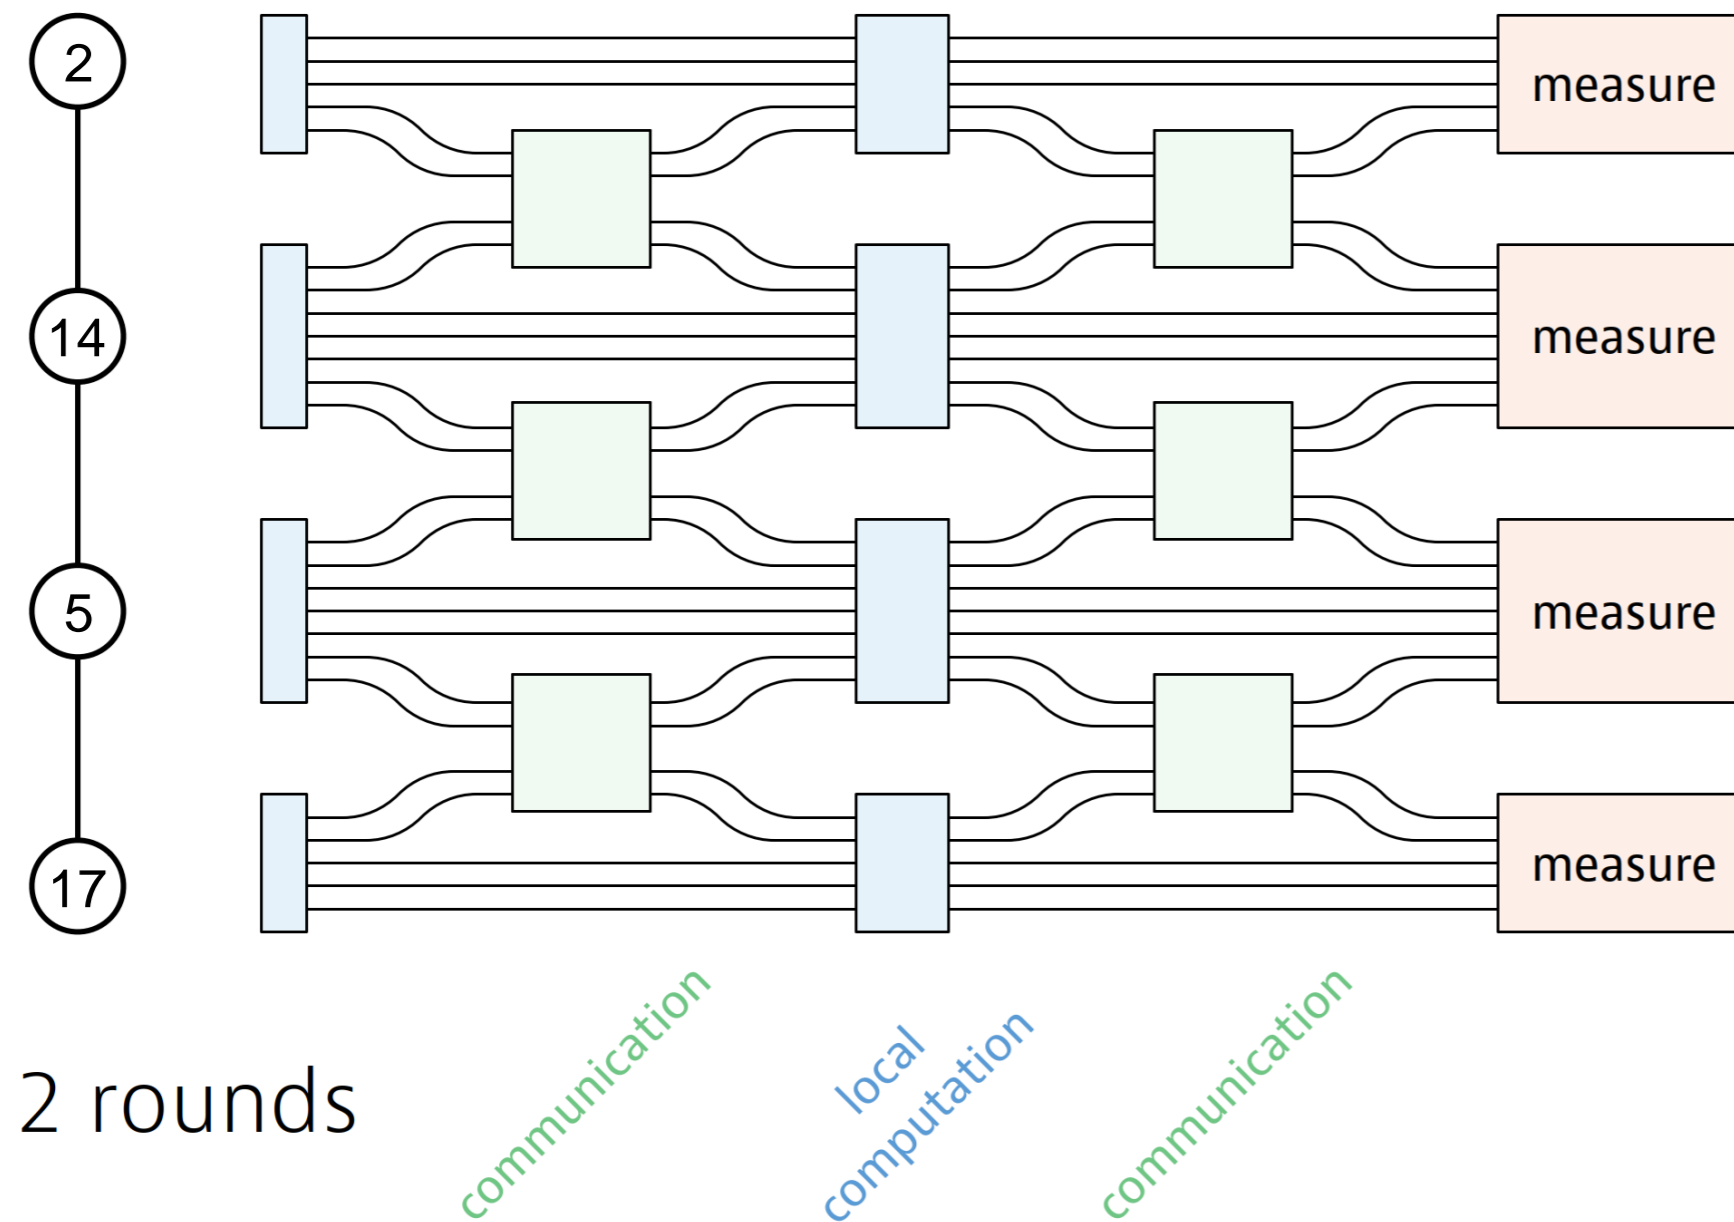 2
measure
14
measure
5
measure
17
measure
communication
local
computation
communication
2 rounds